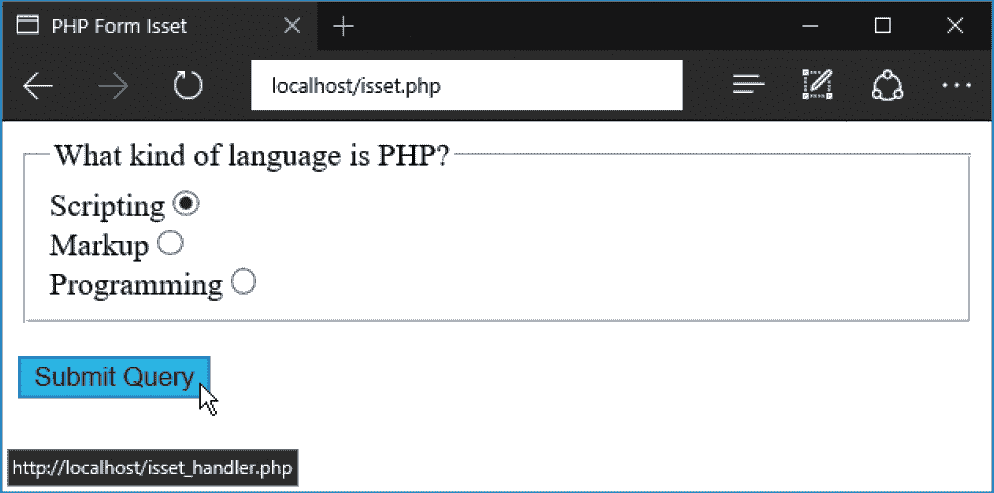 PHP Form Isset
localhost/isset.php
What kind of language is PHP?
Scripting
Markup
Programming
Submit Query
http://localhost/isset_handler.php